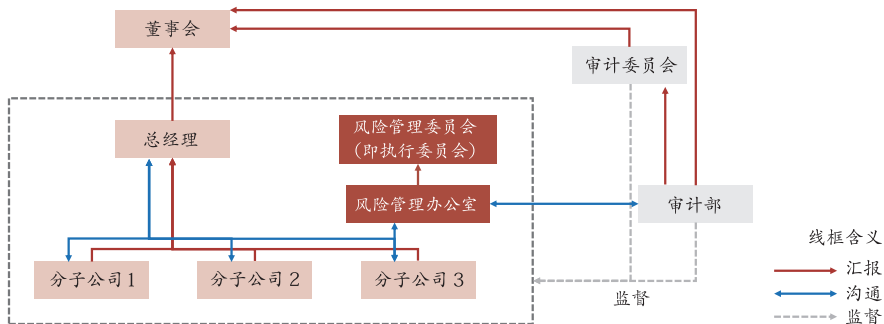 董事会
审计委员会
总经理
风险管理委员会
（即执行委员会）
风险管理办公室
审计部
分子公司1
分子公司2
分子公司3
监督
线框含义
汇报
沟通
监督